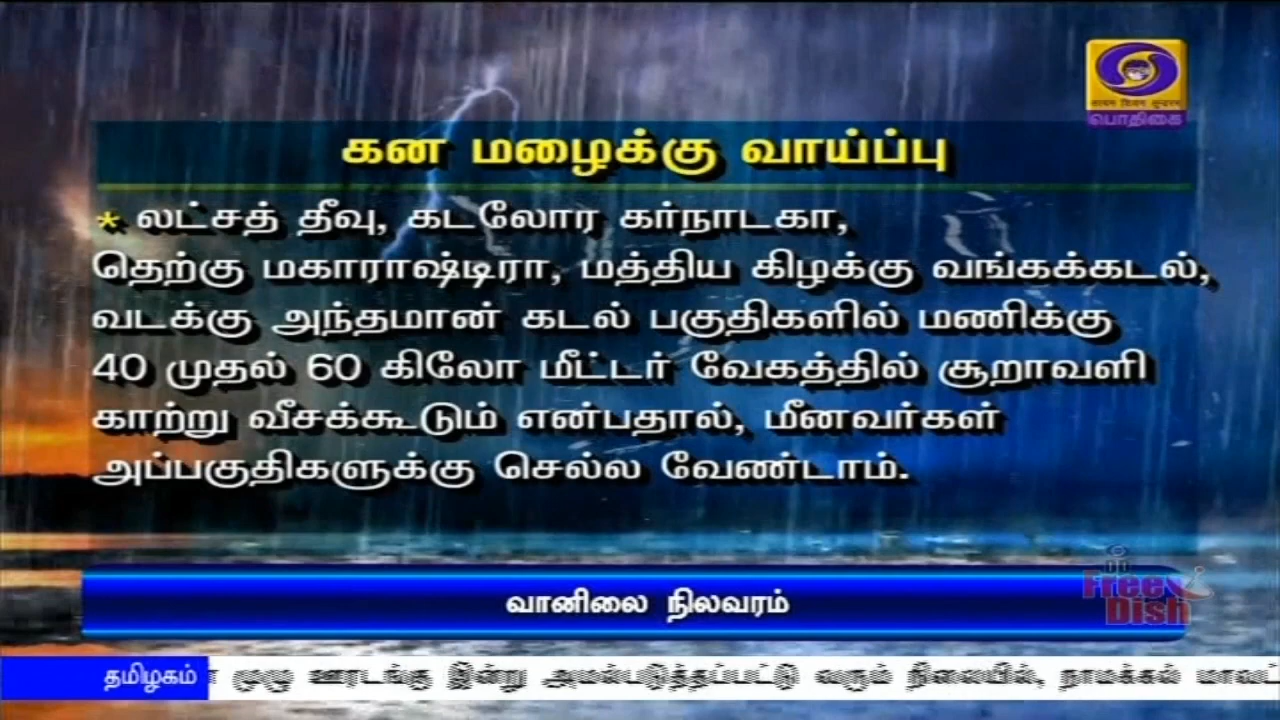 கன மழைக்கு வாய்ப்பு
பொதிகை
* லட்சத் தீவு, கடலோர கர்நாடகா,
தெற்கு மகாராஷ்டிரா, மத்திய கிழக்கு வங்கக்கடல்,
வடக்கு அந்தமான் கடல் பகுதிகளில் மணிக்கு
40 முதல் 60 கிலோ மீட்டர் வேகத்தில் சூறாவளி
காற்று வீசக்கூடும் என்பதால், மீனவர்கள்
அப்பகுதிகளுக்கு செல்ல வேண்டாம்.
வானிலை நிலவரம்
Free
Dish
தமிழகம் முழு ஊரடங்கு இன்று அமல்படுத்தப்பட்டு வரும் நிலையில், நாமக்கல் மாவட்